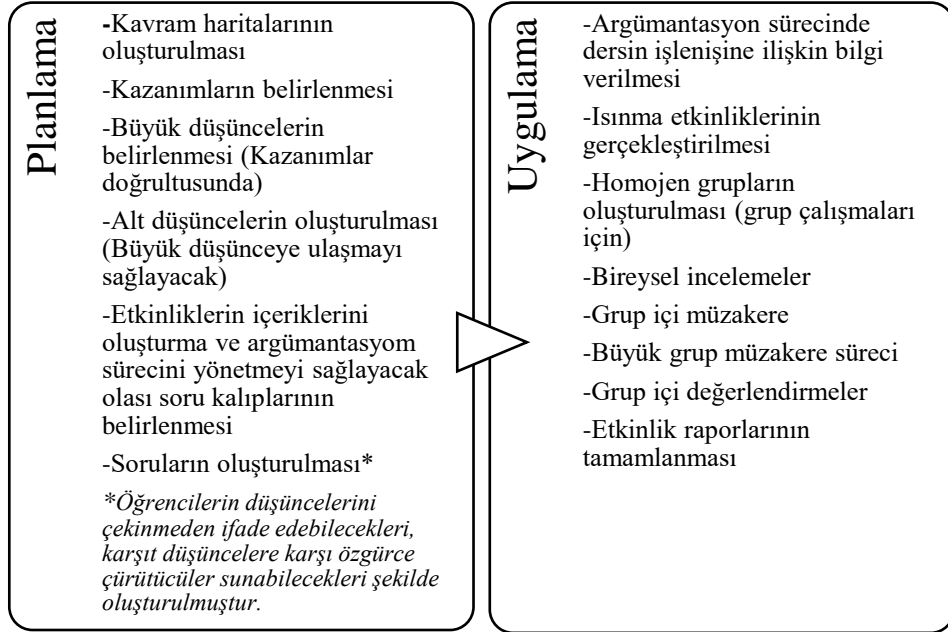 Planlama
-Kavram haritalarının
oluşturulması
-Kazanımların belirlenmesi
-Büyük düşüncelerin
belirlenmesi (Kazanımlar
doğrultusunda)
-Alt düşüncelerin oluşturulması
(Büyük düşünceye ulaşmayı
sağlayacak)
-Etkinliklerin içeriklerini
oluşturma ve argümantasyom
sürecini yönetmeyi sağlayacak
olası soru kalıplarının
belirlenmesi
-Soruların oluşturulması*
*Öğrencilerin düşüncelerini
çekinmeden ifade edebilecekleri,
karşıt düşüncelere karşı özgürce
çürütücüler sunabilecekleri şekilde
oluşturulmuştur.
Uygulama
-Argümantasyon sürecinde
dersin işlenişine ilişkin bilgi
verilmesi
-Isınma etkinliklerinin
gerçekleştirilmesi
-Homojen grupların
oluşturulması (grup çalışmaları
için)
-Bireysel incelemeler
-Grup içi müzakere
-Büyük grup müzakere süreci
-Grup içi değerlendirmeler
-Etkinlik raporlarının
tamamlanması